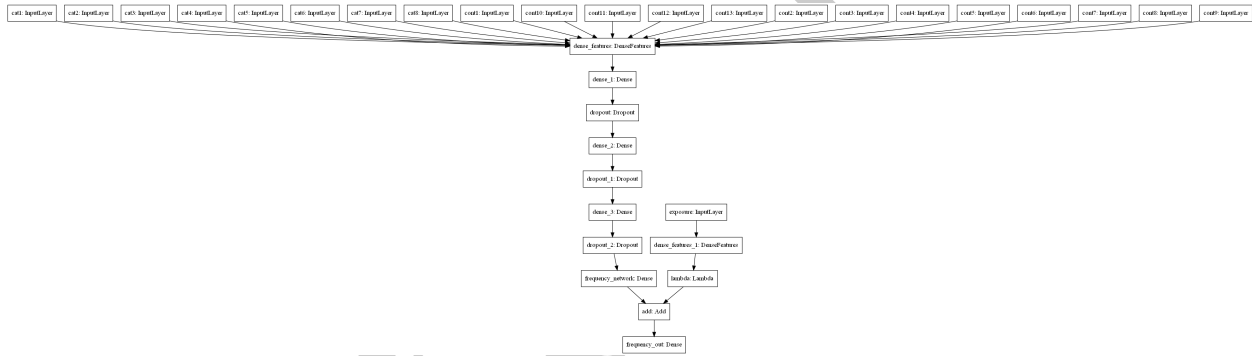 cat1: InputLayer
cat2: InputLayer
cat3: InputLayer
cat4: InputLayer
cat5: InputLayer
cat6: InputLayer
cat7: InputLayer
cat8: InputLayer
cont1: InputLayer
cont10: InputLayer
cont11: InputLayer
cont12: InputLayer
cont13: InputLayer
cont2: InputLayer
cont3: InputLayer
cont4: InputLayer
cont5: InputLayer
cont6: InputLayer
cont7: InputLayer
cont8: InputLayer
cont9: InputLayer
dense_features: DenseFeatures
dense_1: Dense
dropout: Dropout
dense_2: Dense
dropout_1: Dropout
dense_3: Dense
exposure: InputLayer
dropout_2: Dropout
dense_features_1: DenseFeatures
frequency_network: Dense
lambda: Lambda
add: Add
frequency_out: Dense